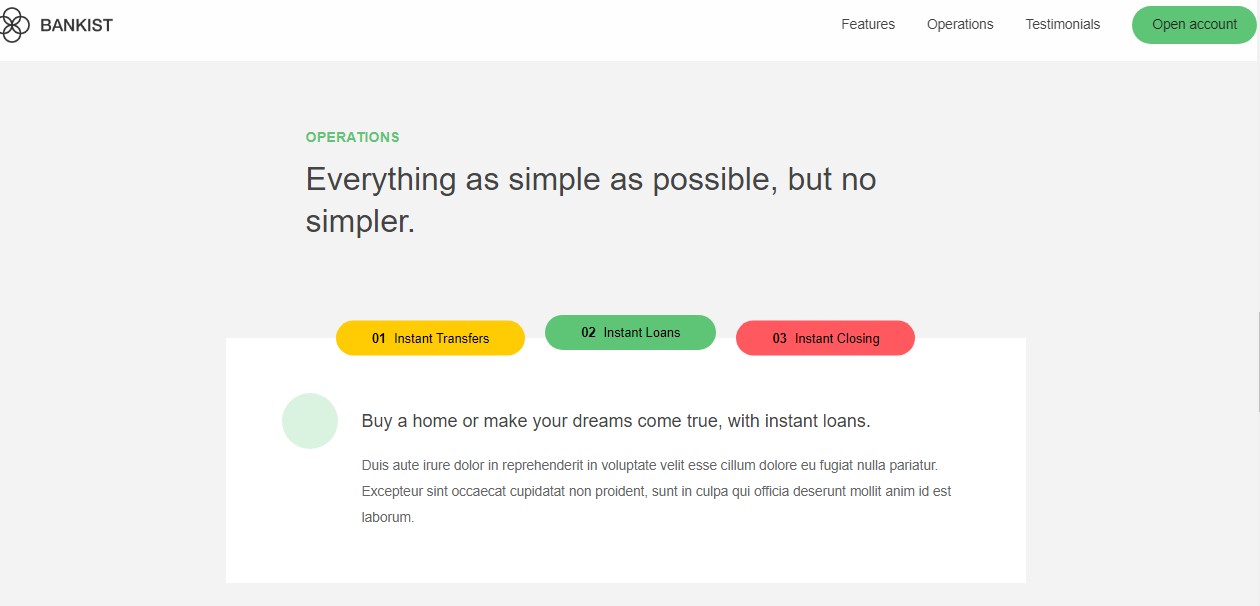 BANKIST
Features Operations Testimonials Open account
OPERATIONS
Everything as simple as possible, but no
simpler.
01 Instant Transfers
02 Instant Loans
03 Instant Closing
Buy a home or make your dreams come true, with instant loans.
Duis aute irure dolor in reprehenderit in voluptate velit esse cillum dolore eu fugiat nulla pariatur.
Excepteur sint occaecat cupidatat non proident, sunt in culpa qui officia deserunt mollit anim id est
laborum.